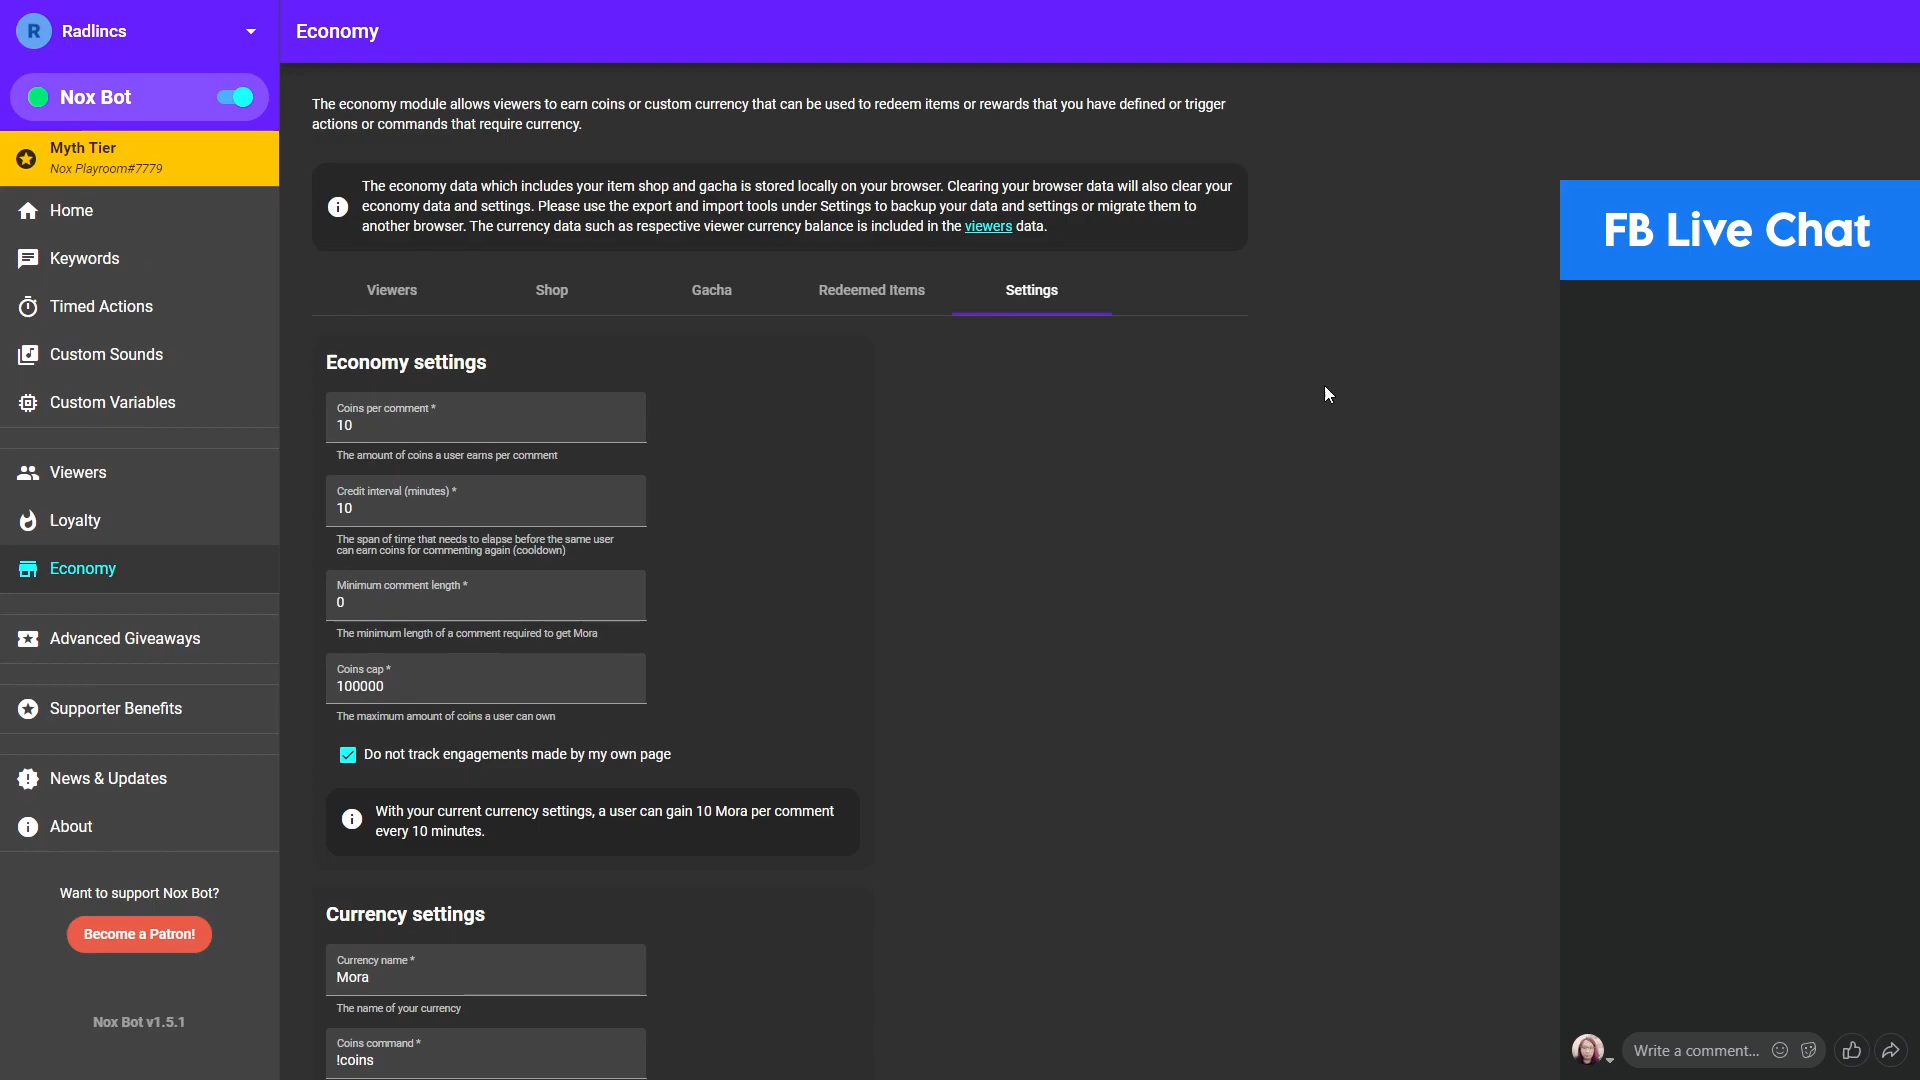 R Radlincs
Economy
Nox Bot
Myth Tier
Nox Playroom#7779
Home
Keywords
Timed Actions
Custom Sounds
Custom Variables
Viewers
Loyalty
Economy
Advanced Giveaways
Supporter Benefits
News & Updates
About
Want to support Nox Bot?
Become a Patron!
Nox Bot v1.5.1
The economy module allows viewers to earn coins or custom currency that can be used to redeem items or rewards that you have defined or trigger
actions or commands that require currency.
The economy data which includes your item shop and gacha is stored locally on your browser. Clearing your browser data will also clear your
economy data and settings. Please use the export and import tools under Settings to backup your data and settings or migrate them to
another browser. The currency data such as respective viewer currency balance is included in the viewers data.
Viewers Shop Gacha Redeemed Items Settings
Economy settings
Coins per comment *
10
The amount of coins a user earns per comment
Credit interval (minutes) *
10
The span of time that needs to elapse before the same user
can earn coins for commenting again (cooldown)
Minimum comment length *
0
The minimum length of a comment required to get Mora
Coins cap *
100000
The maximum amount of coins a user can own
Do not track engagements made by my own page
With your current currency settings, a user can gain 10 Mora per comment
every 10 minutes.
Currency settings
Currency name *
Mora
The name of your currency
Coins command *
!coins
FB Live Chat
Write a comment...